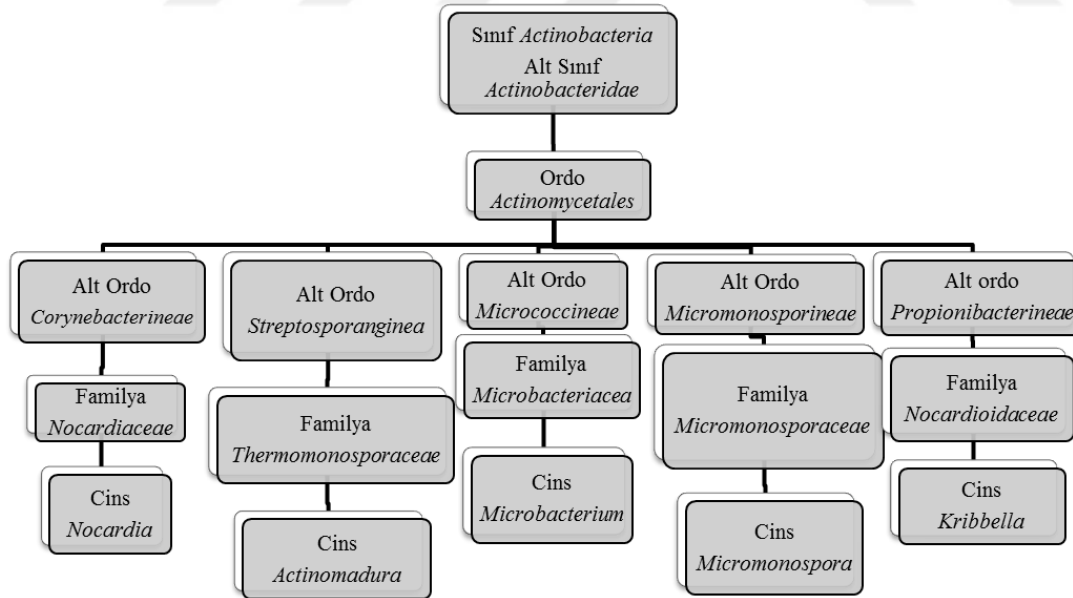 Sınıf Actinobacteria
Alt Sınıf
Actinobacteridae
Ordo
Actinomycetales
Alt Ordo
Corynebacterineae
Familya
Nocardiaceae
Cins
Nocardia
Alt Ordo
Streptosporanginea
Familya
Thermomonosporaceae
Cins
Actinomadura
Alt Ordo
Micrococcineae
Familya
Microbacteriacea
Cins
Microbacterium
Alt Ordo
Micromonosporineae
Familya
Micromonosporaceae
Cins
Micromonospora
Alt ordo
Propionibacterineae
Familya
Nocardioidaceae
Cins
Kribbella